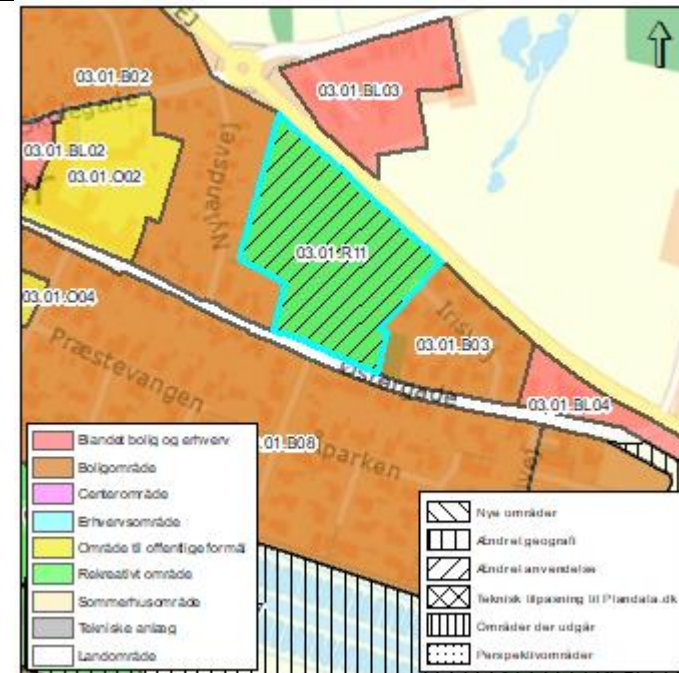 03.01.B02
03.01.BL03
03.01.BL02
03.01.O02
Nylandsvej
03.01.R11
03.01.O04
Irisvej
03.01.B03
Præstevangen
Østergade
03.01.BL04
01.B08
parken
Blandet bolig og erhverv
Boligområde
Centerområde
Erhvervsområde
Område til offentlige formå
Rekreativt område
Sommerhusområde
Tekniske anlæg
Landområde
Nye områder
Ændret geografi
Ændret anvendelse
Teknisk tilpasning til Plandata.dk
Områder der udgår
Perspektivområder